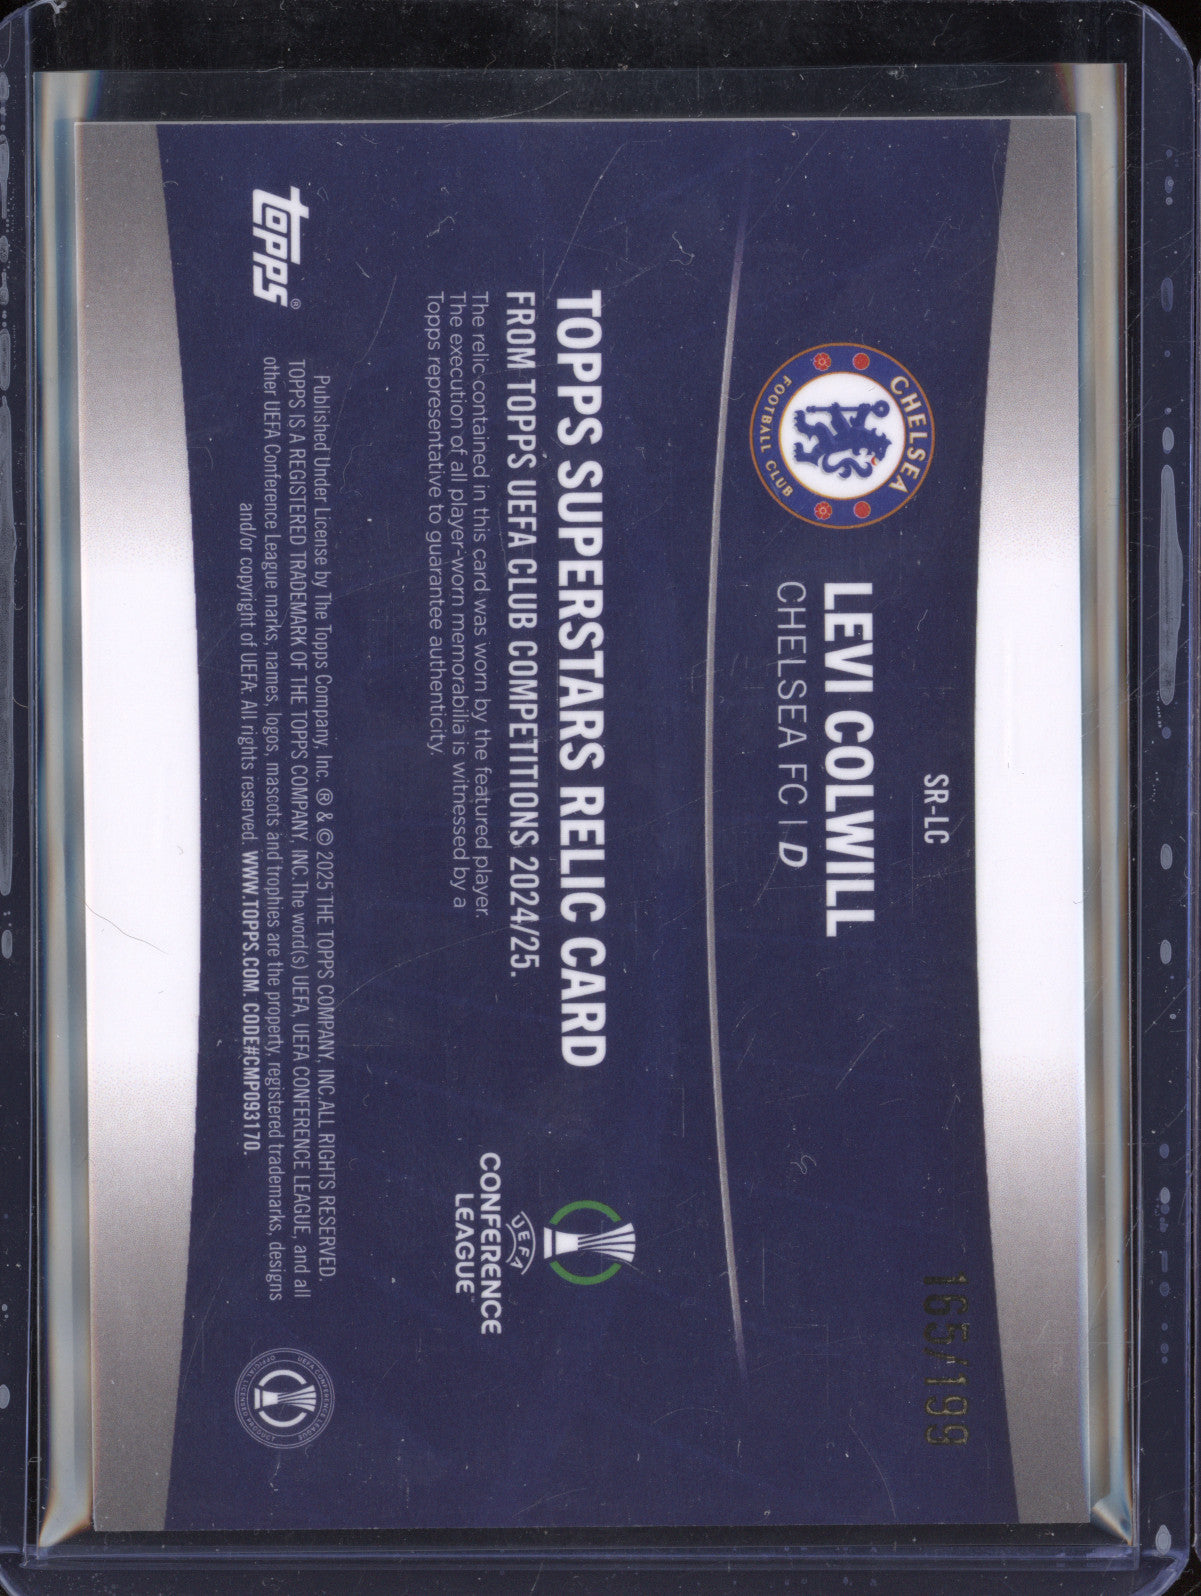 SR-LC
165/199
CHELSEA
FOOTBALL CLUB
LEVI COLWILL
CHELSEA FC | D
TOPPS SUPERSTARS RELIC CARD
FROM TOPPS UEFA CLUB COMPETITIONS 2024/25.
The relic contained in this card was worn by the featured player.
The execution of all player-worn memorabilia is witnessed by a
Topps representative to guarantee authenticity.
UEFA
CONFERENCE
LEAGUE
topps®
Published Under License by The Topps Company, Inc. ® & © 2025 THE TOPPS COMPANY, INC.ALL RIGHTS RESERVED.
TOPPS IS A REGISTERED TRADEMARK OF THE TOPPS COMPANY, INC.The word(s) UEFA, UEFA CONFERENCE LEAGUE, and all
other UEFA Conference League marks, names, logos, mascots and trophies are the property, registered trademarks, designs
and/or copyright of UEFA. All rights reserved. WWW.TOPPS.COM. CODE#CMP093170.
UEFA CONFERENCE LEAGUE
OFFICIAL LICENSED PRODUCT